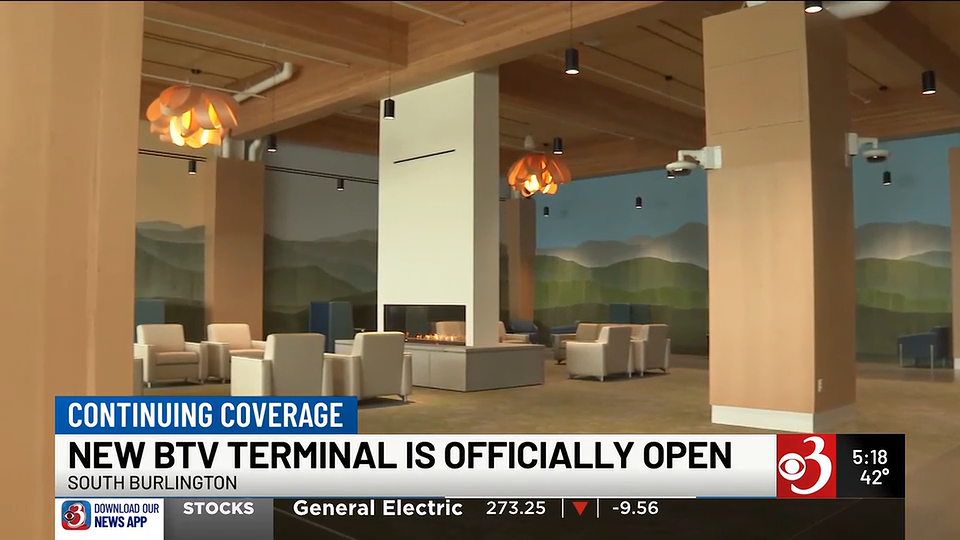 CONTINUING COVERAGE
NEW BTV TERMINAL IS OFFICIALLY OPEN
SOUTH BURLINGTON
3
5:18
42°
3
DOWNLOAD OUR
NEWS APP
STOCKS
General Electric 273.25 -9.56